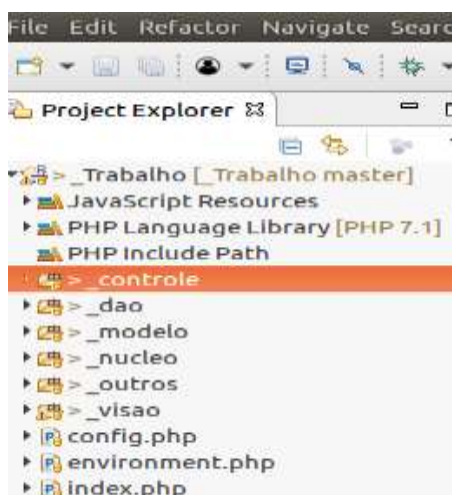 File Edit Refactor Navigate Searc
Project Explorer
> _Trabalho [_Trabalho master]
JavaScript Resources
PHP Language Library [PHP 7.1]
PHP Include Path
> _controle
> _dao
> _modelo
> _nucleo
> _outros
> _visao
config.php
environment.php
index.php